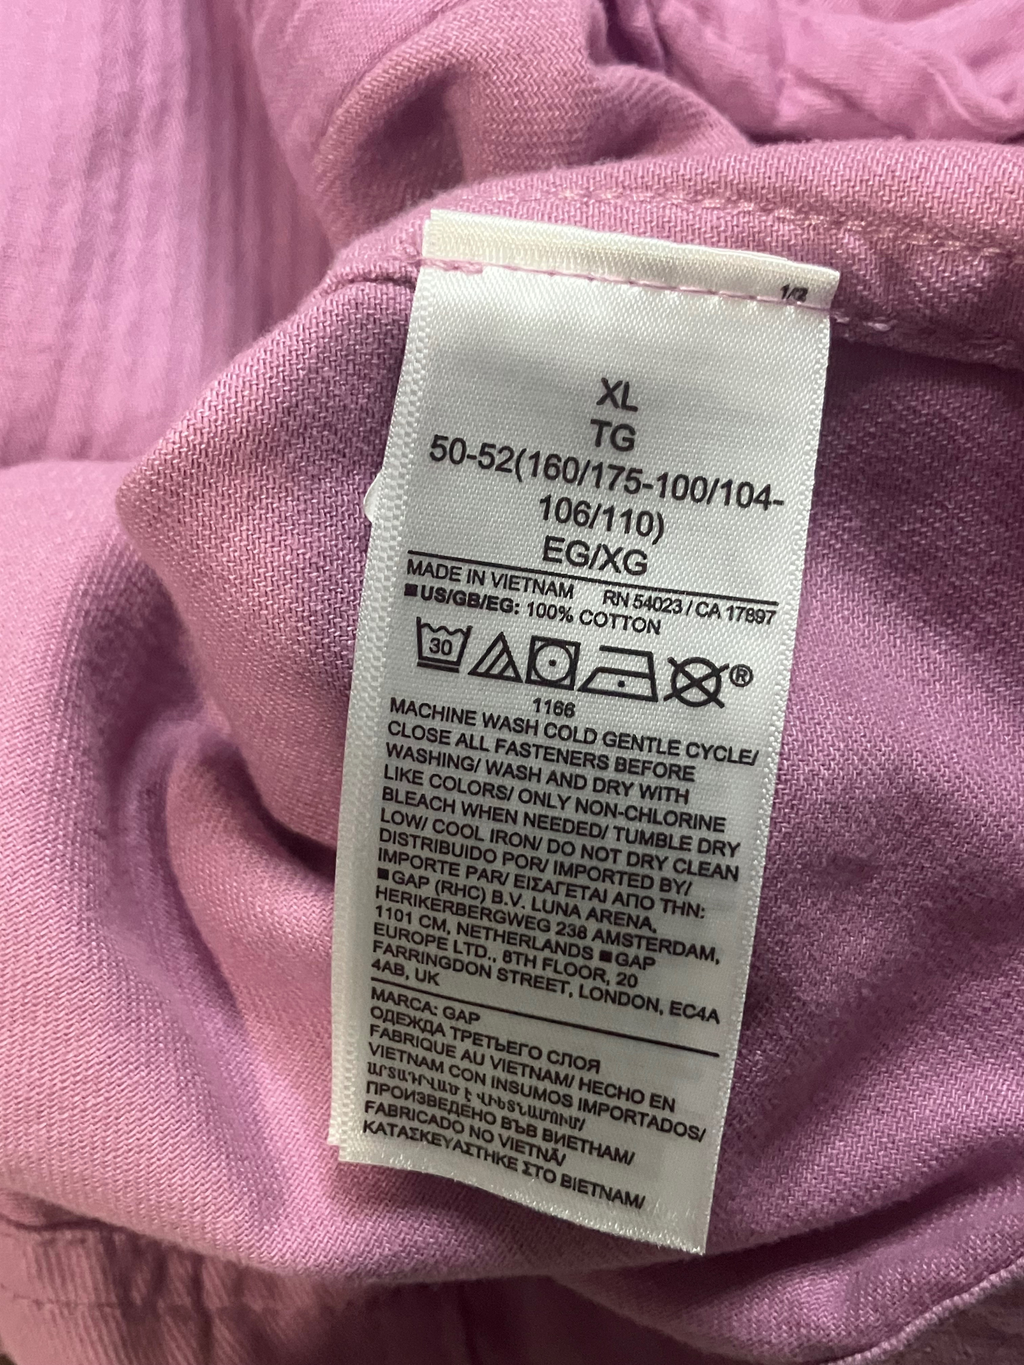 1/2
XL
TG
50-52(160/175-100/104-
106/110)
EG/XG
MADE IN VIETNAM RN 54023 / CA 17897
■US/GB/EG: 100% COTTON
30 ®
1166
MACHINE WASH COLD GENTLE CYCLE/
CLOSE ALL FASTENERS BEFORE
WASHING/ WASH AND DRY WITH
LIKE COLORS/ ONLY NON-CHLORINE
BLEACH WHEN NEEDED/ TUMBLE DRY
LOW/ COOL IRON/ DO NOT DRY CLEAN
DISTRIBUIDO POR/ IMPORTED BY/
IMPORTE PAR/ ΕΙΣΑΓΕΤΑΙ ΑΠΟ ΤΗΝ:
■GAP (RHC) B.V. LUNA ARENA,
HERIKERBERGWEG 238 AMSTERDAM,
1101 CM, NETHERLANDS ■GAP
EUROPE LTD., 8TH FLOOR, 20
FARRINGDON STREET, LONDON, EC4A
4AB, UK
MARCA: GAP
ОДЕЖДА ТРЕТЬЕГО СЛОЯ
FABRIQUE AU VIETNAM/ HECHO EN
VIETNAM CON INSUMOS IMPORTADOS/
ԱՐՏԱԴՐՎԱԾ Է ՎԻԵՏՆԱՄՈՒՄ/
ПРОИЗВЕДЕНО ВЪВ ВИЕТНАМ/
FABRICADO NO VIETNÃ/
ΚΑΤΑΣΚΕΥΑΣΤΗΚΕ ΣΤΟ ΒΙΕΤΝΑΜ/